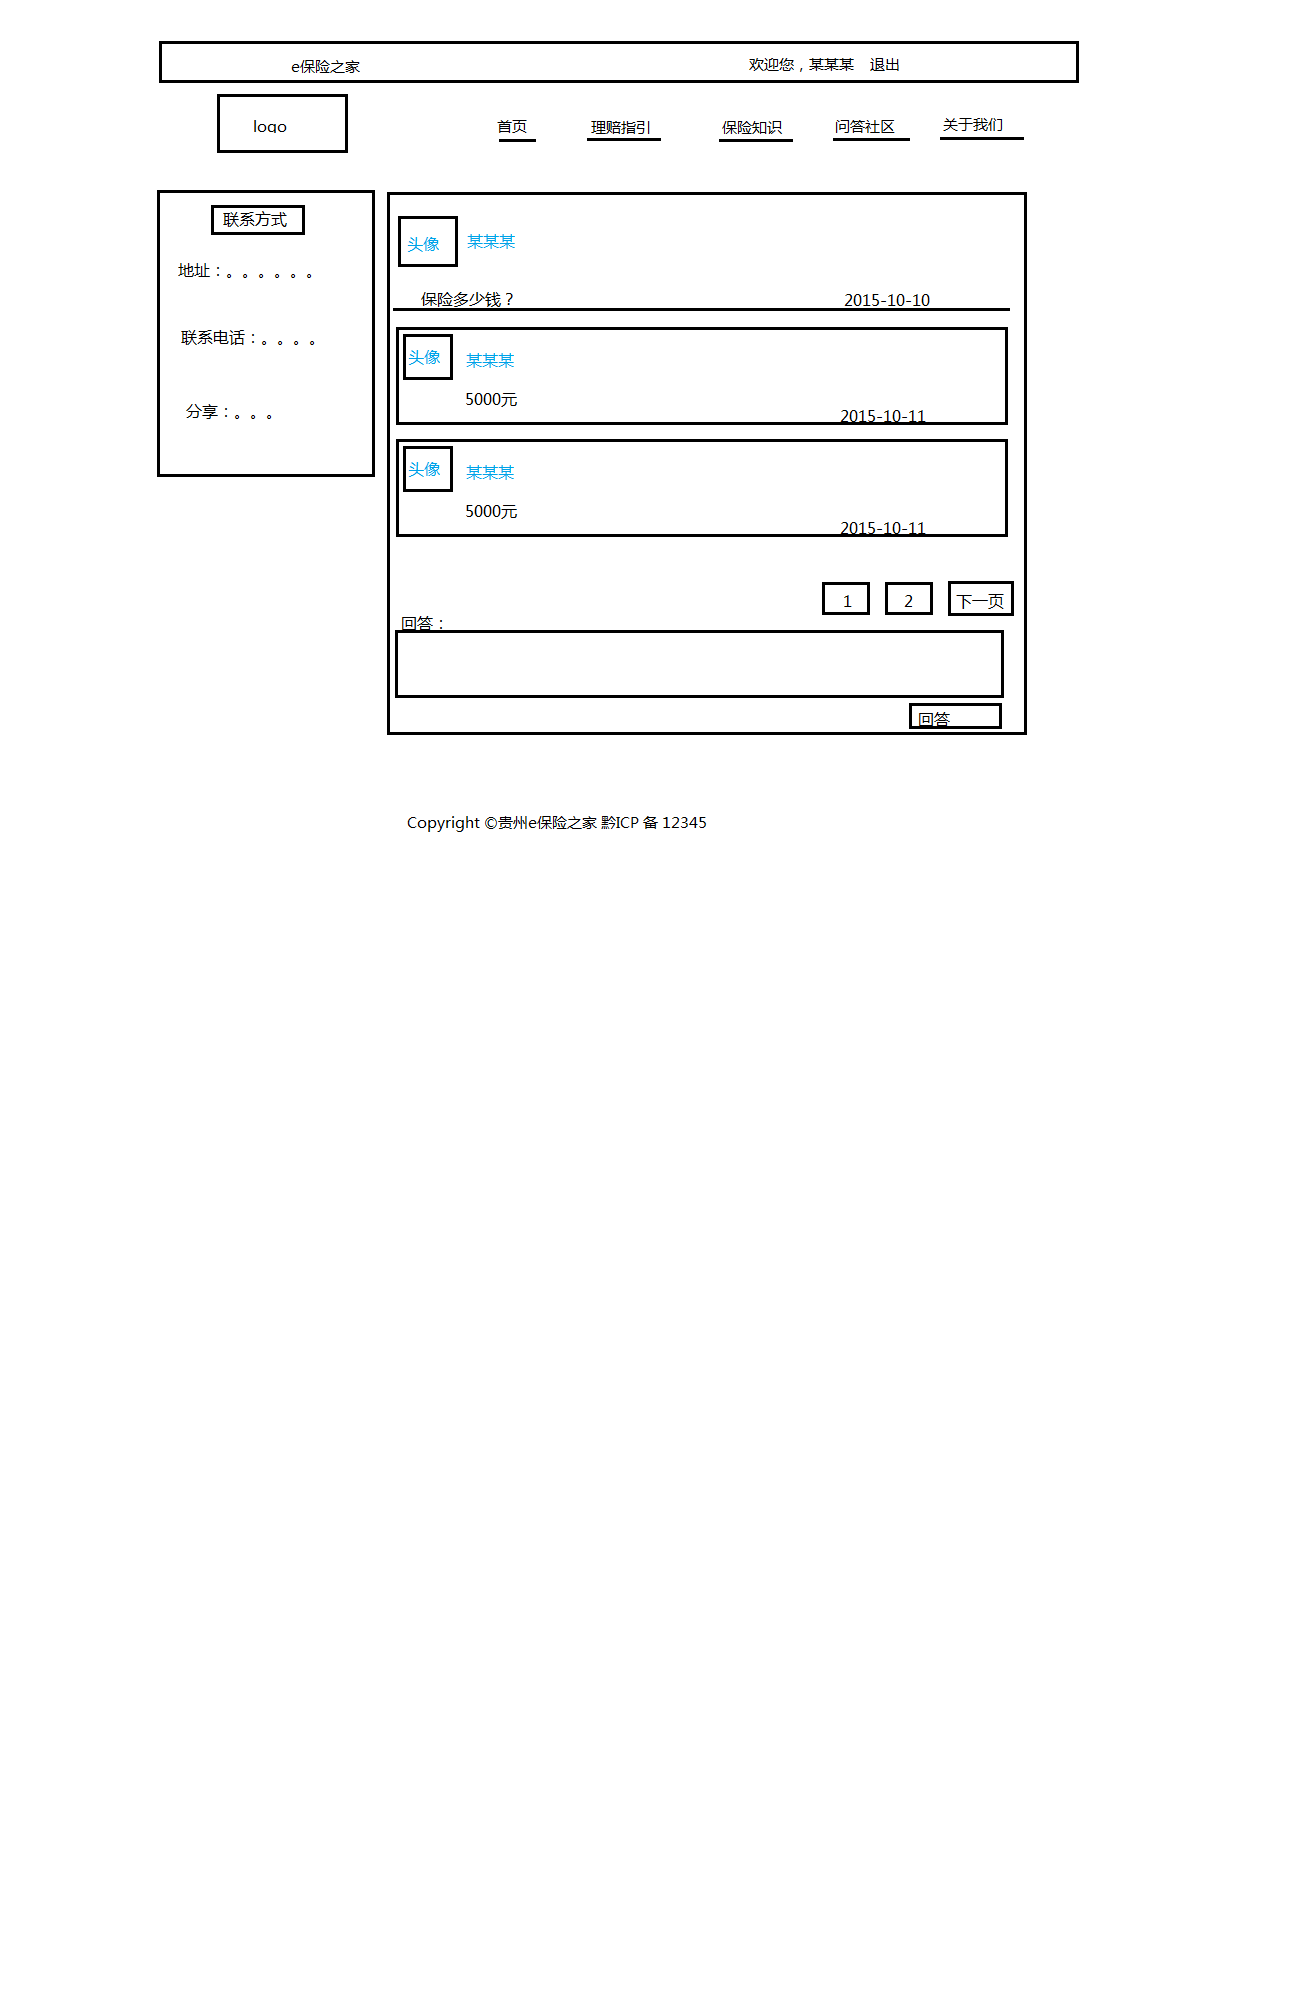 e保险之家
欢迎您，某某某 退出
logo
首页
理赔指引
保险知识
问答社区
关于我们
联系方式
地址：。。。。。。
联系电话：。。。。
分享：。。。
头像
某某某
保险多少钱？
2015-10-10
头像
某某某
5000元
2015-10-11
头像
某某某
5000元
2015-10-11
1
2
下一页
回答：
回答
Copyright ©贵州e保险之家 黔ICP 备 12345